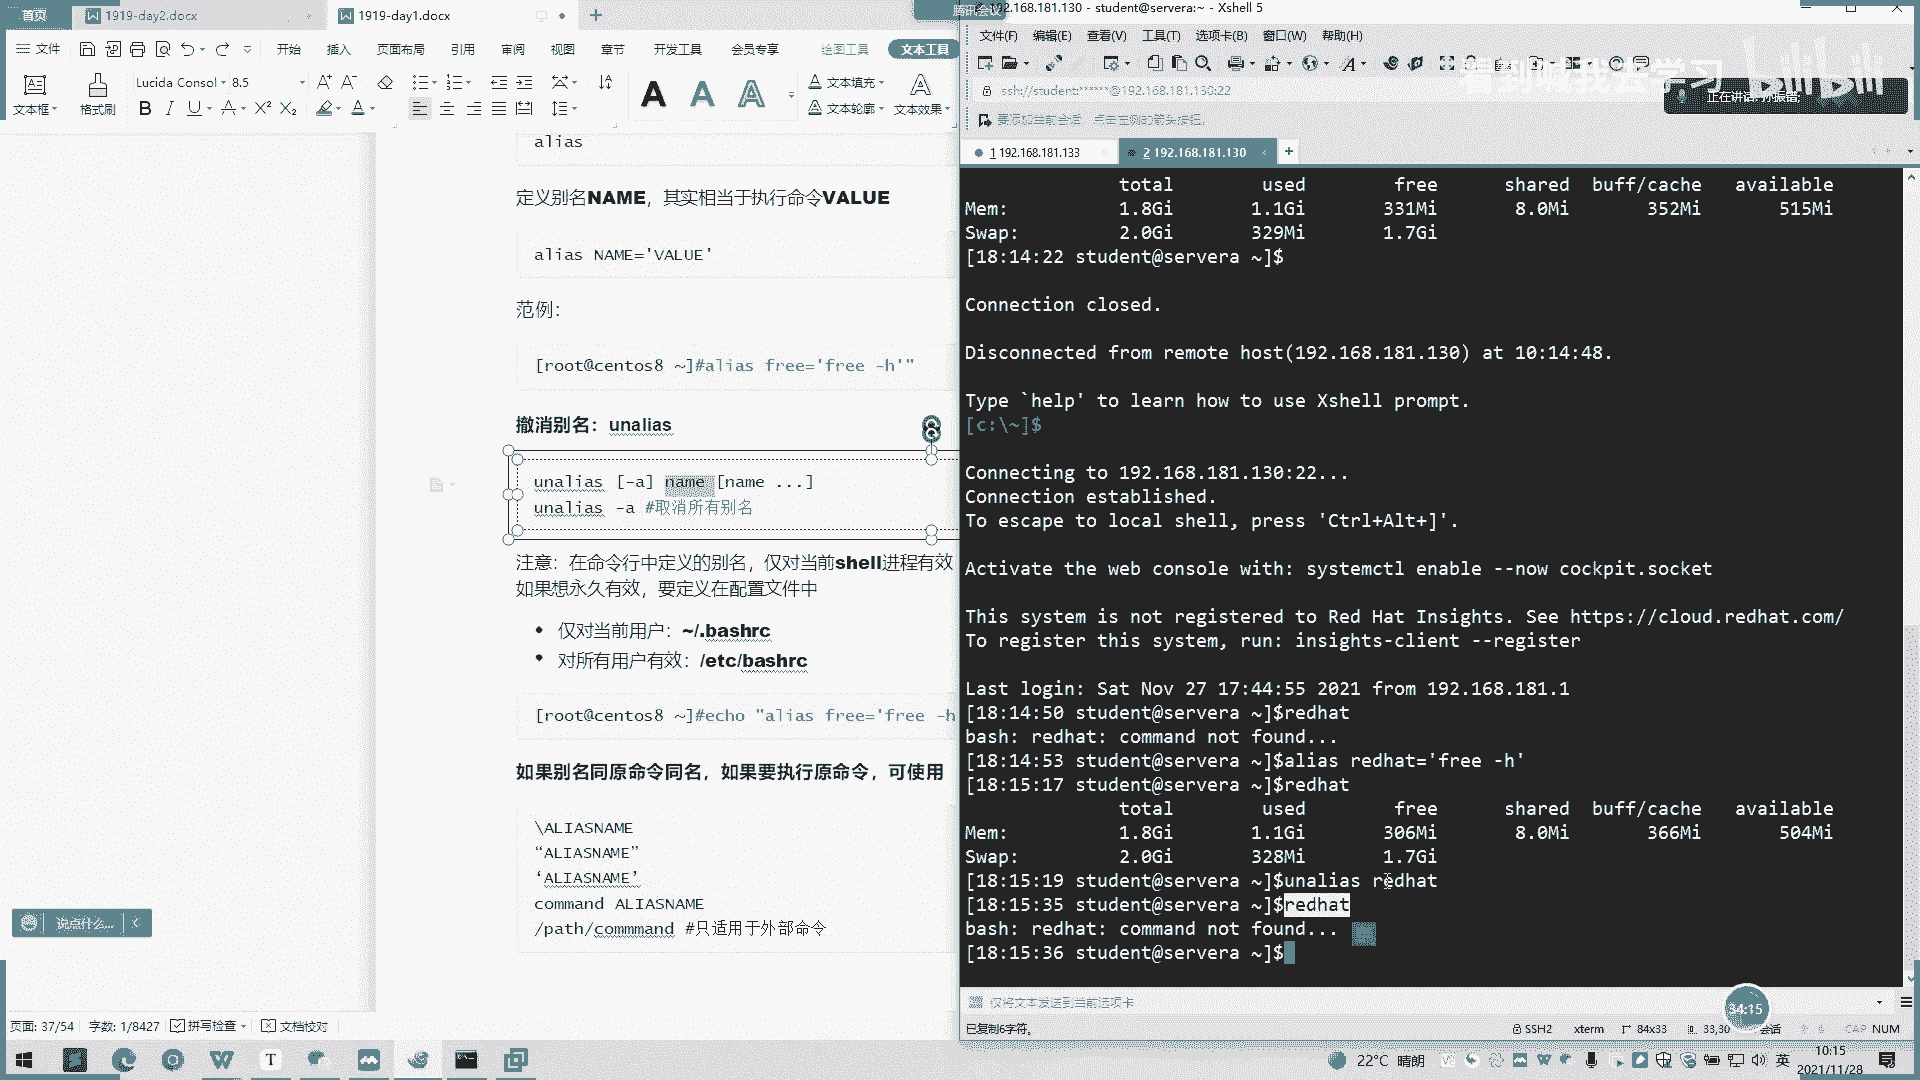 首页
1919-day2.docx
1919-day1.docx
腾讯会议
192.168.181.130 - student@servera:~ - Xshell 5
文件
开始
插入
页面布局
引用
审阅
视图
章节
开发工具
会员专享
绘图工具
文本工具
文本框
格式刷
Lucida Consol
8.5
文本填充
文本轮廓
文本效果
文件(F) 编辑(E) 查看(V) 工具(T) 选项卡(B) 窗口(W) 帮助(H)
看到喊我去学习
bilibili
ssh://student:******@192.168.181.130:22
要添加当前会话，点击左侧的箭头按钮。
1 192.168.181.133
2 192.168.181.130
alias
定义别名NAME，其实相当于执行命令VALUE
alias NAME='VALUE'
范例：
[root@centos8 ~]#alias free='free -h'"
撤消别名：unalias
unalias [-a] name [name ...]
unalias -a #取消所有别名
注意：在命令行中定义的别名，仅对当前shell进程有效
如果想永久有效，要定义在配置文件中
• 仅对当前用户：~/.bashrc
• 对所有用户有效：/etc/bashrc
[root@centos8 ~]#echo "alias free='free -h
如果别名同原命令同名，如果要执行原命令，可使用
\ALIASNAME
“ALIASNAME”
‘ALIASNAME’
command ALIASNAME
/path/commmand #只适用于外部命令
说点什么...
页面: 37/54 字数: 1/8427 拼写检查 文档校对
total used free shared buff/cache available
Mem: 1.8Gi 1.1Gi 331Mi 8.0Mi 352Mi 515Mi
Swap: 2.0Gi 329Mi 1.7Gi
[18:14:22 student@servera ~]$
Connection closed.
Disconnected from remote host(192.168.181.130) at 10:14:48.
Type `help' to learn how to use Xshell prompt.
[c:\~]$
Connecting to 192.168.181.130:22...
Connection established.
To escape to local shell, press 'Ctrl+Alt+]'.
Activate the web console with: systemctl enable --now cockpit.socket
This system is not registered to Red Hat Insights. See https://cloud.redhat.com/
To register this system, run: insights-client --register
Last login: Sat Nov 27 17:44:55 2021 from 192.168.181.1
[18:14:50 student@servera ~]$redhat
bash: redhat: command not found...
[18:14:53 student@servera ~]$alias redhat='free -h'
[18:15:17 student@servera ~]$redhat
total used free shared buff/cache available
Mem: 1.8Gi 1.1Gi 306Mi 8.0Mi 366Mi 504Mi
Swap: 2.0Gi 328Mi 1.7Gi
[18:15:19 student@servera ~]$unalias redhat
[18:15:35 student@servera ~]$redhat
bash: redhat: command not found...
[18:15:36 student@servera ~]$
仅将文本发送到当前选项卡
34:15
已复制6字符。
SSH2 xterm 84x33 33,30 会话 CAP NUM
22°C 晴朗
英
10:15
2021/11/28